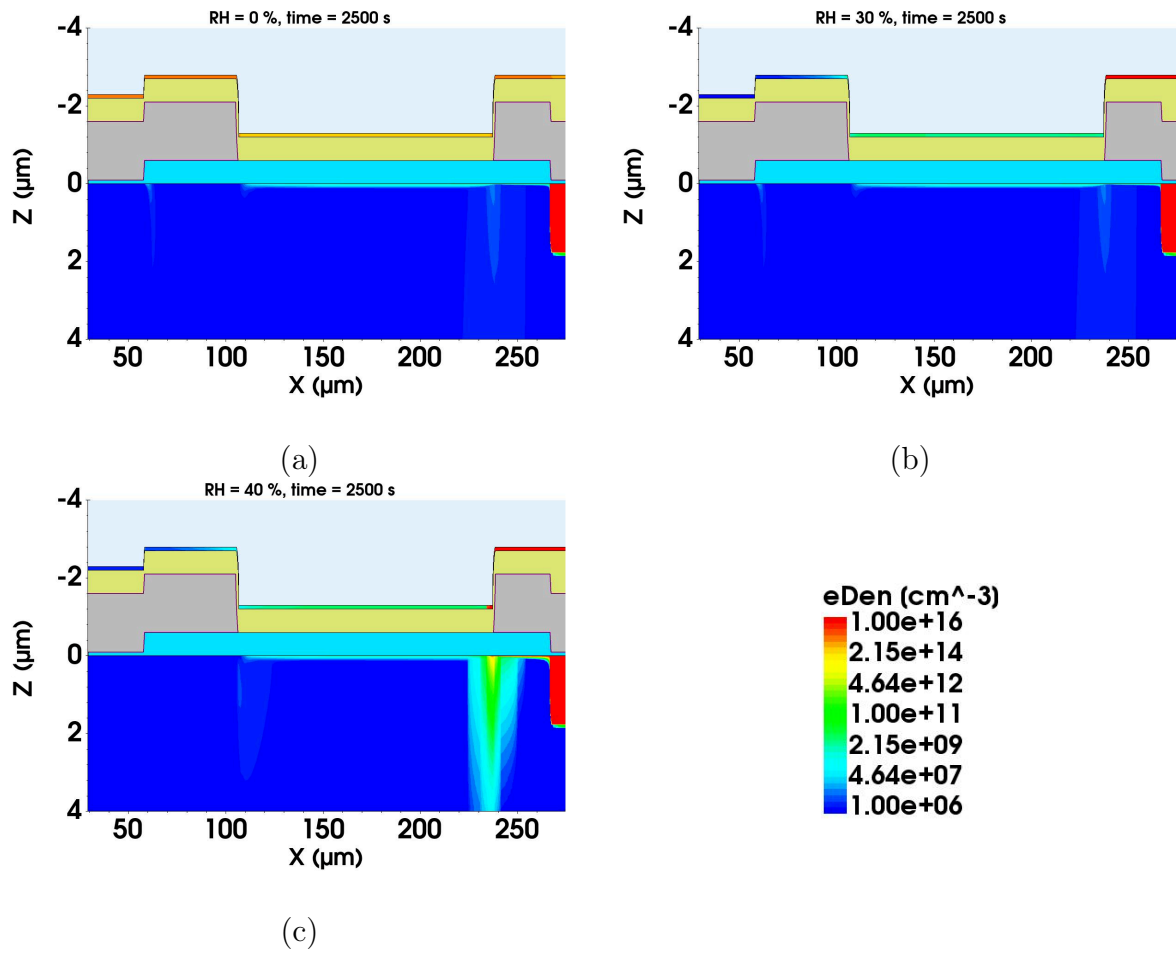 RH = 0 %, time = 2500 s
-4
-2
0
2
4
Z (µm)
50 100 150 200 250
X (µm)
(a)
RH = 30 %, time = 2500 s
-4
-2
0
2
4
Z (µm)
50 100 150 200 250
X (µm)
(b)
RH = 40 %, time = 2500 s
-4
-2
0
2
4
Z (µm)
50 100 150 200 250
X (µm)
(c)
eDen (cm^-3)
1.00e+16
2.15e+14
4.64e+12
1.00e+11
2.15e+09
4.64e+07
1.00e+06